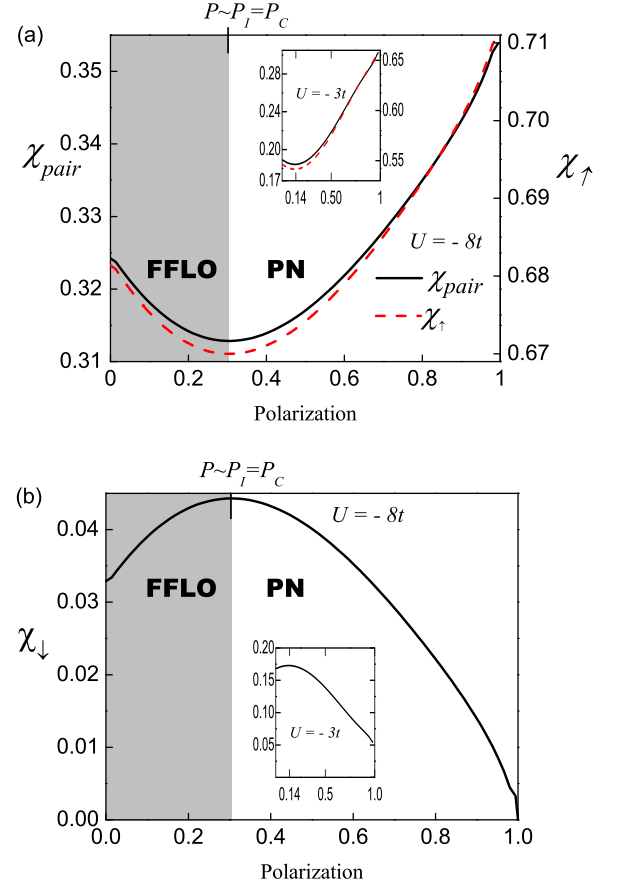 P~P_I=P_C
(a)
0.35
0.34
0.33
0.32
0.31
χ_pair
0.71
0.70
0.69
0.68
0.67
χ_↑
0.28
0.24
0.20
0.17
0.65
0.60
0.55
U = - 3t
0.14 0.50 1
U = - 8t
FFLO PN
χ_pair
χ_↑
0 0.2 0.4 0.6 0.8 1
Polarization
P~P_I=P_C
(b)
0.04
0.03
0.02
0.01
0.00
χ_↓
U = - 8t
FFLO PN
0.20
0.15
0.10
0.05
U = - 3t
0.14 0.5 1.0
0.0 0.2 0.4 0.6 0.8 1.0
Polarization